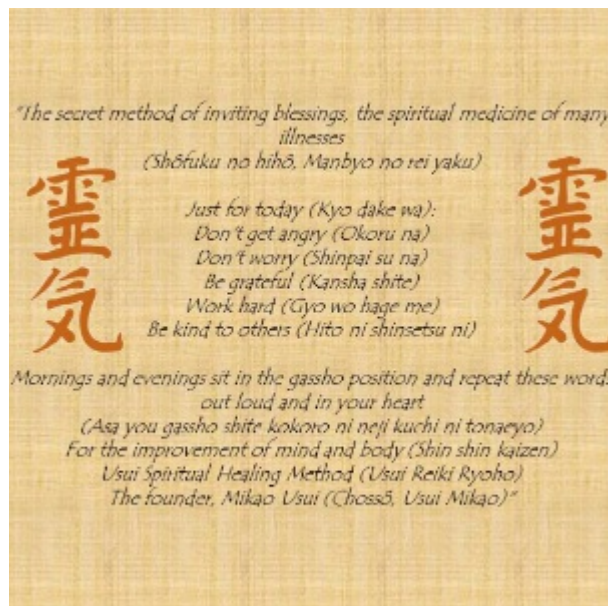 "The secret method of inviting blessings, the spiritual medicine of many
illnesses
(Shôfuku no hihô, Manbyo no rei yaku)
Just for today (Kyo dake wa):
Don't get angry (Okoru na)
Don't worry (Shinpai su na)
Be grateful (Kansha shite)
Work hard (Gyo wo hage me)
Be kind to others (Hito ni shinsetsu ni)
霊気
霊気
Mornings and evenings sit in the gassho position and repeat these words
out loud and in your heart
(Asa you gassho shite kokoro ni neji kuchi ni tonaeyo)
For the improvement of mind and body (Shin shin kaizen)
Usui Spiritual Healing Method (Usui Reiki Ryoho)
The founder, Mikao Usui (Chossô, Usui Mikao)"